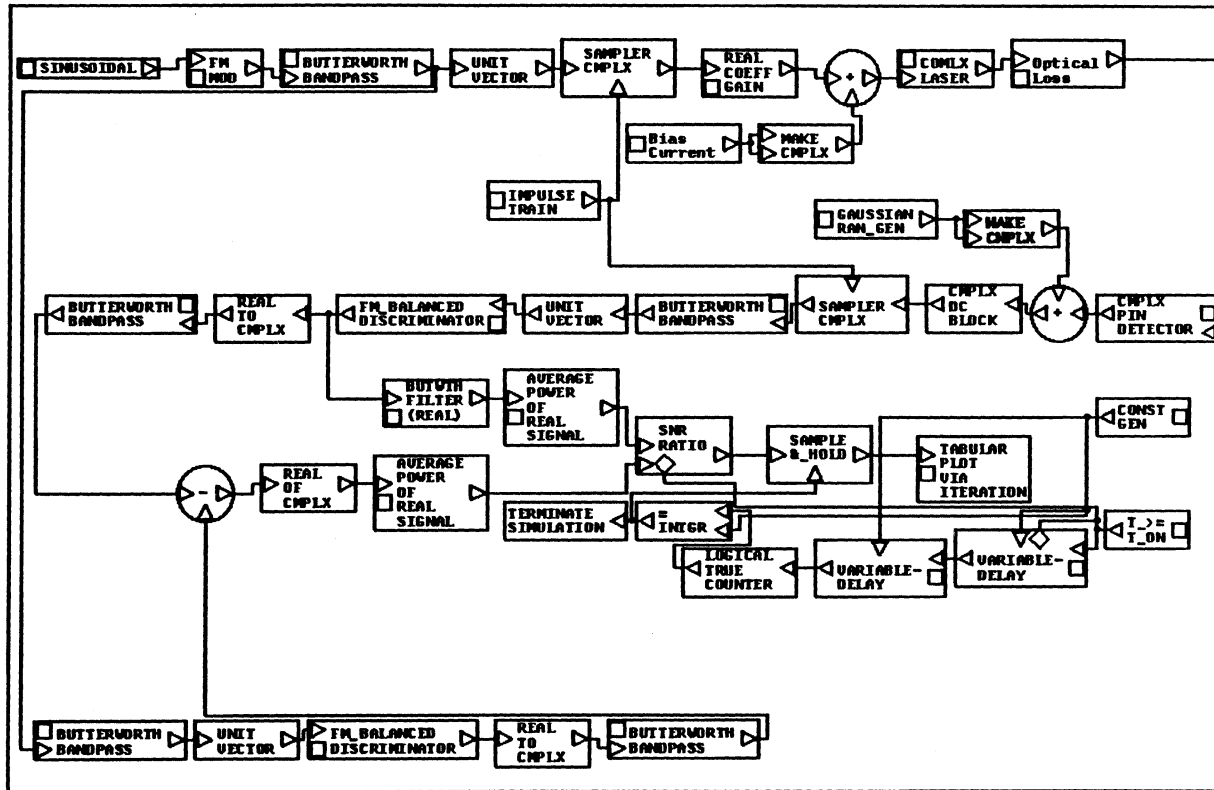 SINUSOIDAL
FM
MOD
BUTTERWORTH
BANDPASS
UNIT
VECTOR
SAMPLER
CMPLX
REAL
COEFF
GAIN
+
COMLX
LASER
Optical
Loss
Bias
Current
MAKE
CMPLX
IMPULSE
TRAIN
GAUSSIAN
RAN_GEN
MAKE
CMPLX
BUTTERWORTH
BANDPASS
REAL
TO
CMPLX
FM_BALANCED
DISCRIMINATOR
UNIT
VECTOR
BUTTERWORTH
BANDPASS
SAMPLER
CMPLX
CMPLX
DC
BLOCK
+
CMPLX
PIN
DETECTOR
BUTWTH
FILTER
(REAL)
AVERAGE
POWER
OF
REAL
SIGNAL
SNR
RATIO
SAMPLE
&_HOLD
TABULAR
PLOT
VIA
ITERATION
CONST
GEN
-
REAL
OF
CMPLX
AVERAGE
POWER
OF
REAL
SIGNAL
TERMINATE
SIMULATION
=
INTGR
T_>=
T_ON
LOGICAL
TRUE
COUNTER
VARIABLE-
DELAY
VARIABLE-
DELAY
BUTTERWORTH
BANDPASS
UNIT
VECTOR
FM_BALANCED
DISCRIMINATOR
REAL
TO
CMPLX
BUTTERWORTH
BANDPASS